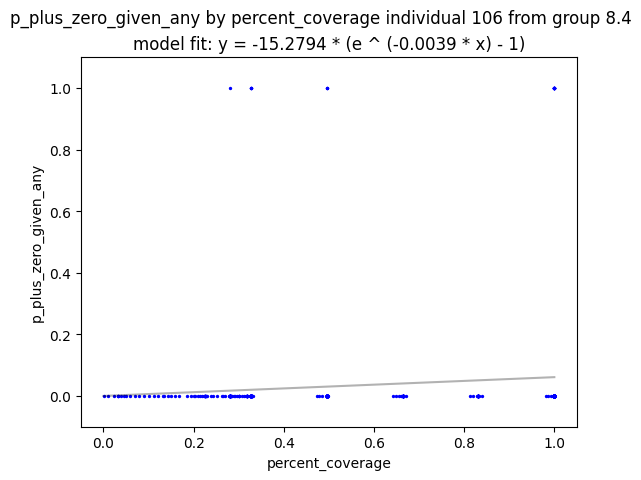 p_plus_zero_given_any by percent_coverage individual 106 from group 8.4
model fit: y = -15.2794 * (e ^ (-0.0039 * x) - 1)
1.0
0.8
0.6
0.4
0.2
0.0
p_plus_zero_given_any
0.0 0.2 0.4 0.6 0.8 1.0
percent_coverage